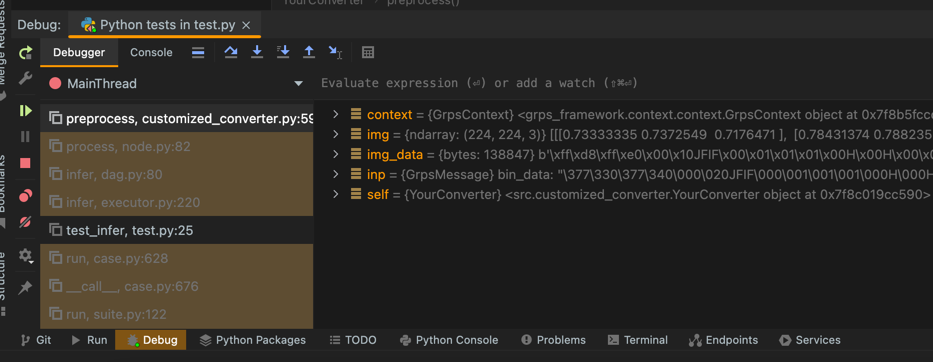 YourConverter > preprocess()
Debug: Python tests in test.py ×
Merge Requests
Debugger Console
MainThread
Evaluate expression (⏎) or add a watch (⇧⌘⏎)
preprocess, customized_converter.py:59
process, node.py:82
infer, dag.py:80
infer, executor.py:220
test_infer, test.py:25
run, case.py:628
__call__, case.py:676
run, suite.py:122
context = {GrpsContext} <grps_framework.context.context.GrpsContext object at 0x7f8b5fcc
img = {ndarray: (224, 224, 3)} [[[0.73333335 0.7372549 0.7176471 ], [0.78431374 0.788235
img_data = {bytes: 138847} b'\xff\xd8\xff\xe0\x00\x10JFIF\x00\x01\x01\x01\x00H\x00H\x00\x0
inp = {GrpsMessage} bin_data: "\377\330\377\340\000\020JFIF\000\001\001\001\000H\000H
self = {YourConverter} <src.customized_converter.YourConverter object at 0x7f8c019cc590>
Bookmarks
Structure
Git Run Debug Python Packages TODO Python Console Problems Terminal Endpoints Services